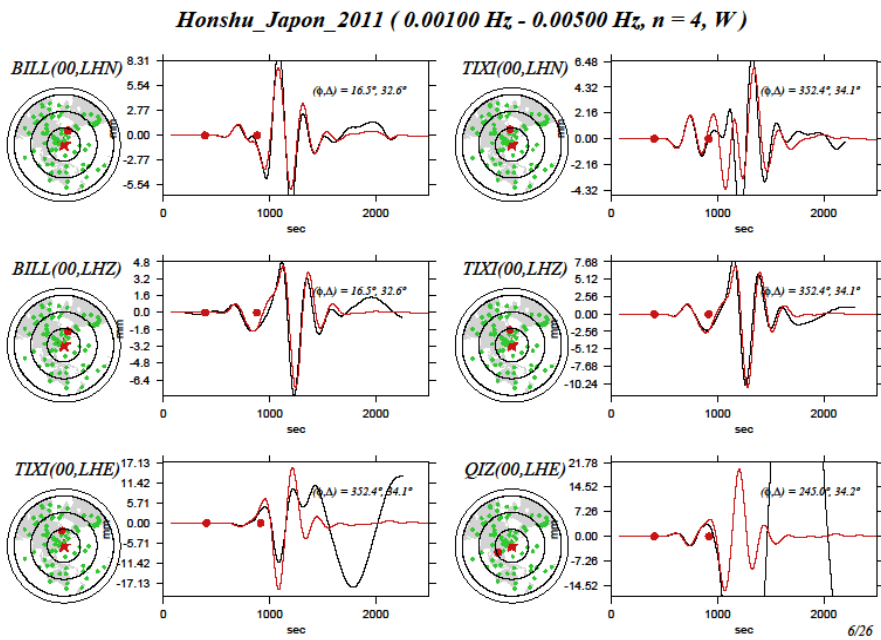 Honshu_Japon_2011 ( 0.00100 Hz - 0.00500 Hz, n = 4, W )
BILL(00,LHN)
mm
8.31
5.54
2.77
0.00
-2.77
-5.54
(ϕ,Δ) = 16.5°, 32.6°
0 1000 2000
sec
TIXI(00,LHN)
mm
6.48
4.32
2.16
0.00
-2.16
-4.32
(ϕ,Δ) = 352.4°, 34.1°
0 1000 2000
sec
BILL(00,LHZ)
mm
4.8
3.2
1.6
0.0
-1.6
-3.2
-4.8
-6.4
(ϕ,Δ) = 16.5°, 32.6°
0 1000 2000
sec
TIXI(00,LHZ)
mm
7.68
5.12
2.56
0.00
-2.56
-5.12
-7.68
-10.24
(ϕ,Δ) = 352.4°, 34.1°
0 1000 2000
sec
TIXI(00,LHE)
mm
17.13
11.42
5.71
0.00
-5.71
-11.42
-17.13
(ϕ,Δ) = 352.4°, 34.1°
0 1000 2000
sec
QIZ(00,LHE)
mm
21.78
14.52
7.26
0.00
-7.26
-14.52
(ϕ,Δ) = 245.0°, 34.2°
0 1000 2000
sec
6/26